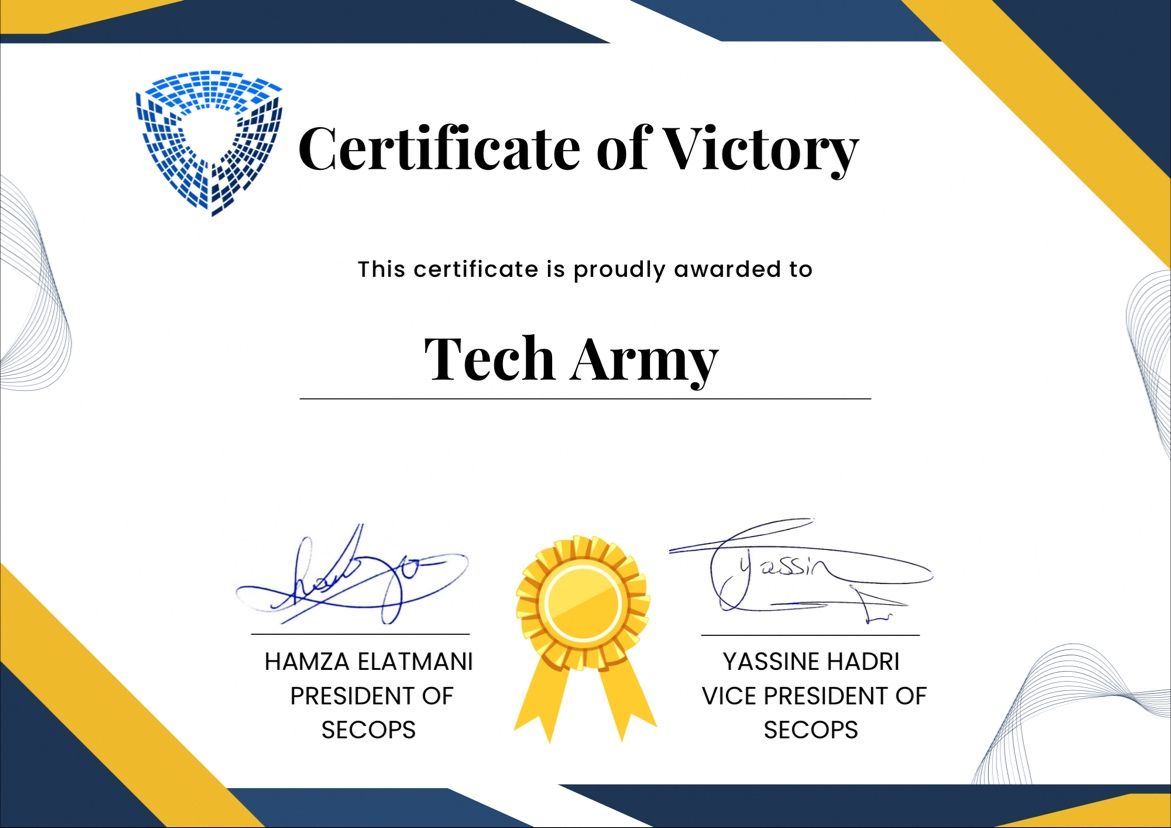 Certificate of Victory
This certificate is proudly awarded to
Tech Army
Yassin
HAMZA ELATMANI
PRESIDENT OF
SECOPS
YASSINE HADRI
VICE PRESIDENT OF
SECOPS